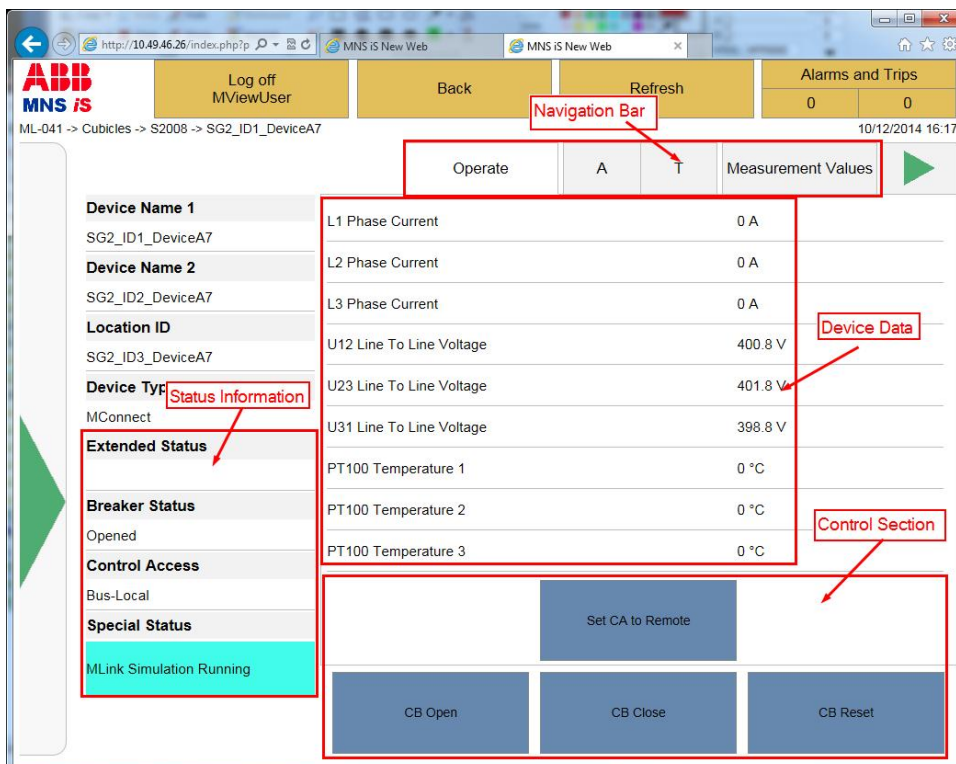 http://10.49.46.26/index.php?p
MNS iS New Web
MNS iS New Web
ABB
MNS iS
Log off
MViewUser
Back
Refresh
Alarms and Trips
0
0
ML-041 -> Cubicles -> S2008 -> SG2_ID1_DeviceA7
10/12/2014 16:17
Navigation Bar
Operate
A
T
Measurement Values
Device Name 1
SG2_ID1_DeviceA7
Device Name 2
SG2_ID2_DeviceA7
Location ID
SG2_ID3_DeviceA7
Device Typ
Status Information
MConnect
Extended Status
Breaker Status
Opened
Control Access
Bus-Local
Special Status
MLink Simulation Running
L1 Phase Current 0 A
L2 Phase Current 0 A
L3 Phase Current 0 A
Device Data
U12 Line To Line Voltage 400.8 V
U23 Line To Line Voltage 401.8 V
U31 Line To Line Voltage 398.8 V
PT100 Temperature 1 0 °C
PT100 Temperature 2 0 °C
PT100 Temperature 3 0 °C
Control Section
Set CA to Remote
CB Open
CB Close
CB Reset